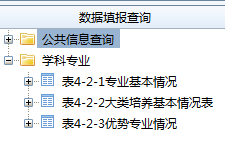 数据填报查询
公共信息查询
学科专业
表4-2-1专业基本情况
表4-2-2大类培养基本情况表
表4-2-3优势专业情况